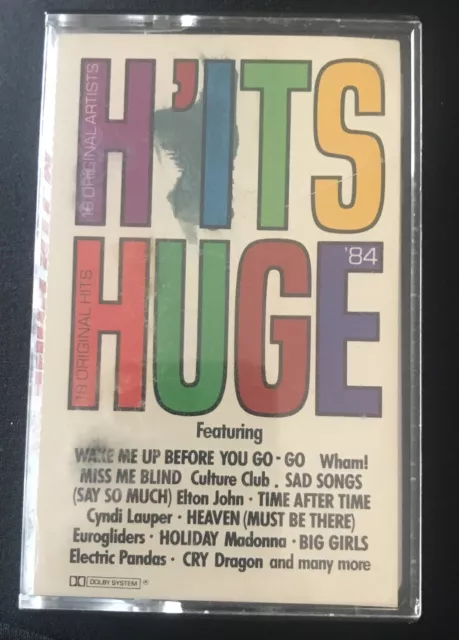 18 ORIGINAL ARTISTS
H'ITS
18 ORIGINAL HITS
HUGE
'84
Featuring
WAKE ME UP BEFORE YOU GO-GO Wham!
MISS ME BLIND Culture Club . SAD SONGS
(SAY SO MUCH) Elton John · TIME AFTER TIME
Cyndi Lauper · HEAVEN (MUST BE THERE)
Eurogliders · HOLIDAY Madonna · BIG GIRLS
Electric Pandas · CRY Dragon and many more
DOLBY SYSTEM